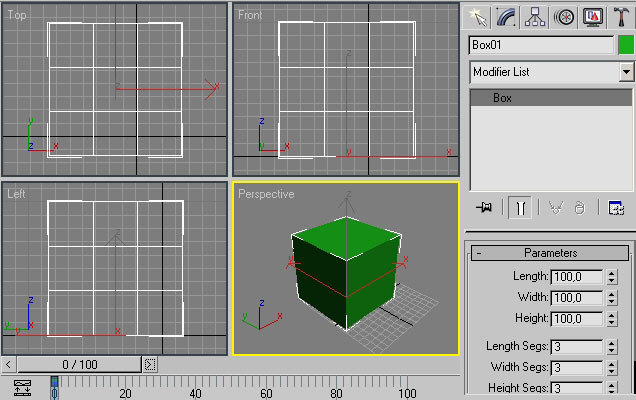 Top
Front
Box01
Modifier List
Box
z
x
y
z
x
z
y
x
z
x
Left
Perspective
z
z
y
x
y
x
z
y
x
y
x
- Parameters
Length: 100,0
Width: 100,0
Height: 100,0
Length Segs: 3
Width Segs: 3
Height Segs: 3
< 0 / 100 >
0 20 40 60 80 100